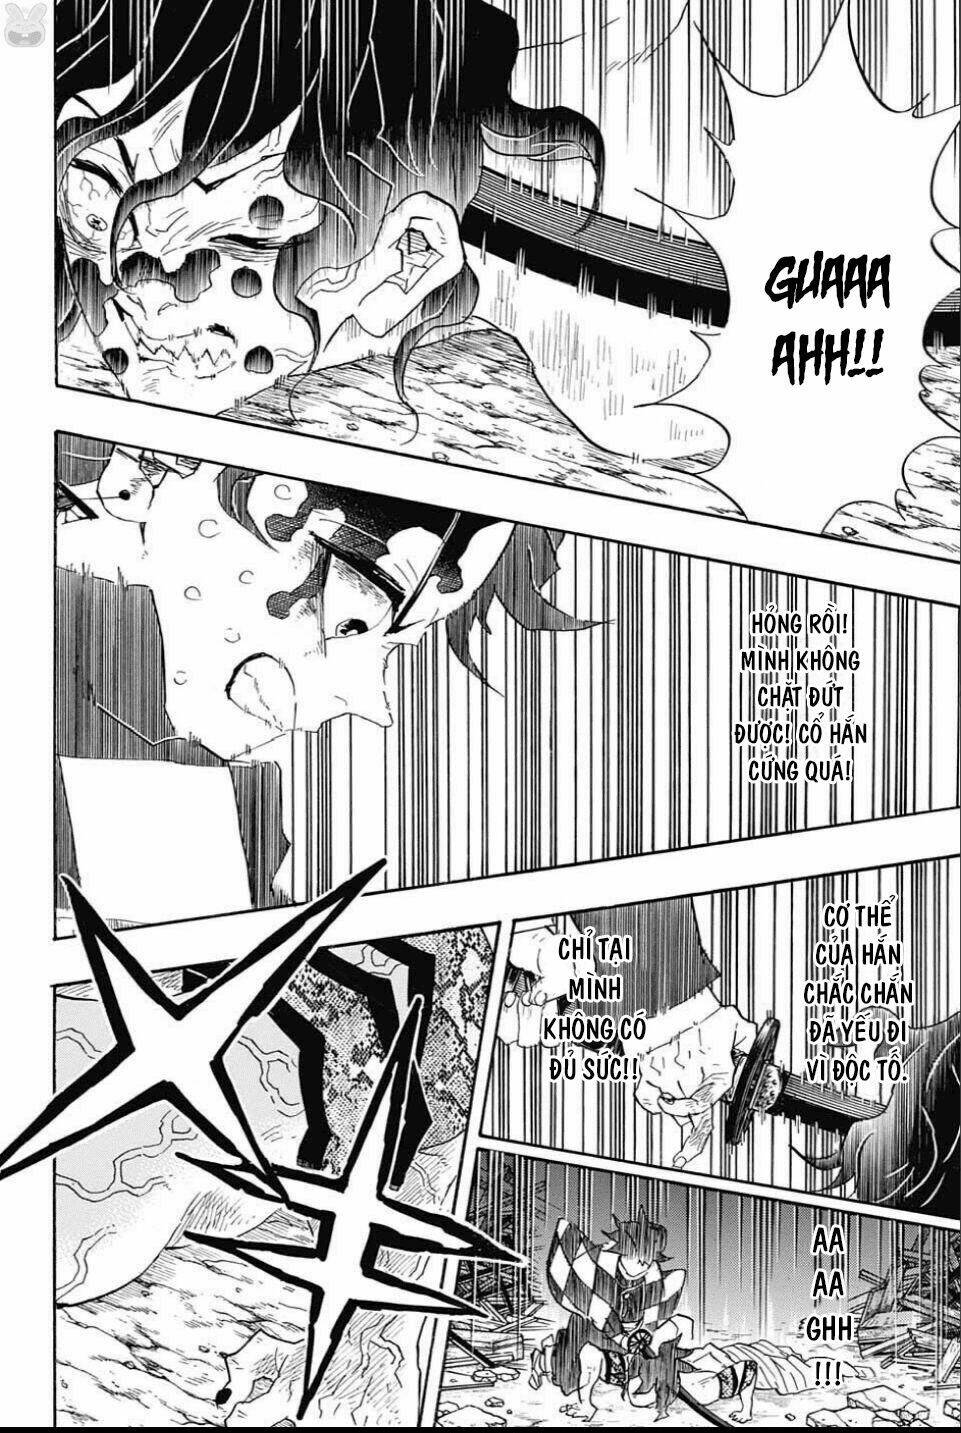 GUAAA
AHH!!
HỎNG RỒI!
MÌNH KHÔNG
CHẶT ĐỨT
ĐƯỢC! CỔ HẮN
CỨNG QUÁ!
CƠ THỂ
CỦA HẮN
CHẮC CHẮN
ĐÃ YẾU ĐI
VÌ ĐỘC TỐ.
CHỈ TẠI
MÌNH
KHÔNG CÓ
ĐỦ SỨC!!
AA
AA
GHH
!!!